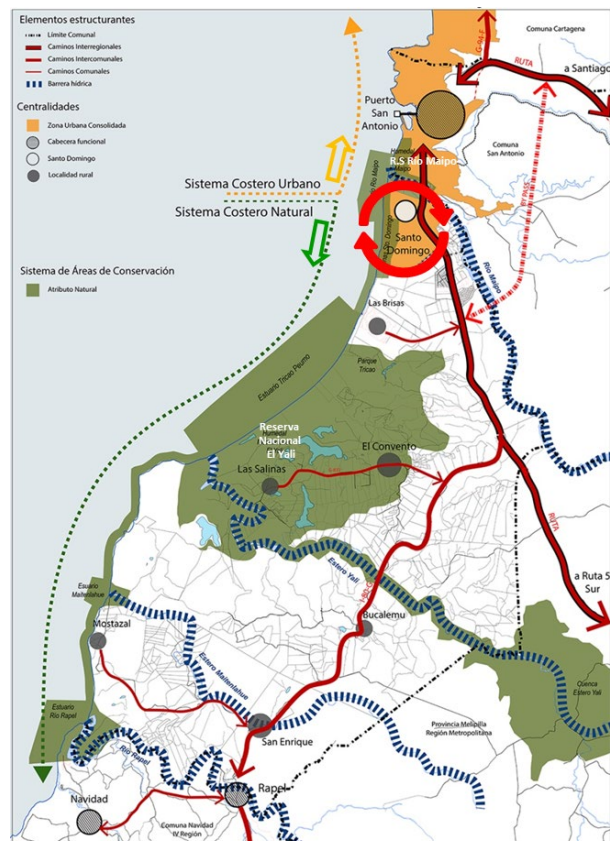 Elementos estructurantes
Límite Comunal
Caminos Interregionales
Caminos Intercomunales
Caminos Comunales
Barrera hídrica
Centralidades
Zona Urbana Consolidada
Cabecera funcional
Santo Domingo
Localidad rural
Sistema Costero Urbano
Sistema Costero Natural
Sistema de Áreas de Conservación
Atributo Natural
G-94-F
Comuna Cartagena
RUTA
a Santiago
Puerto
San
Antonio
Comuna
San Antonio
R.S Río Maipo
BY PASS
Santo
Domingo
Río Maipo
Las Brisas
Parque
Tricao
Estuario Tricao Peumo
Reserva
Nacional
El Yali
El Convento
Las Salinas
RUTA
a Ruta 5
Sur
Estero Yali
Estuario
Maitenlahue
Mostazal
Bucalemu
Cuenca
Estero Yali
Estero Maitenlahue
Estuario
Río Rapel
San Enrique
Provincia Melipilla
Región Metropolitana
Río Rapel
Rapel
Navidad
Comuna Navidad
IV Región